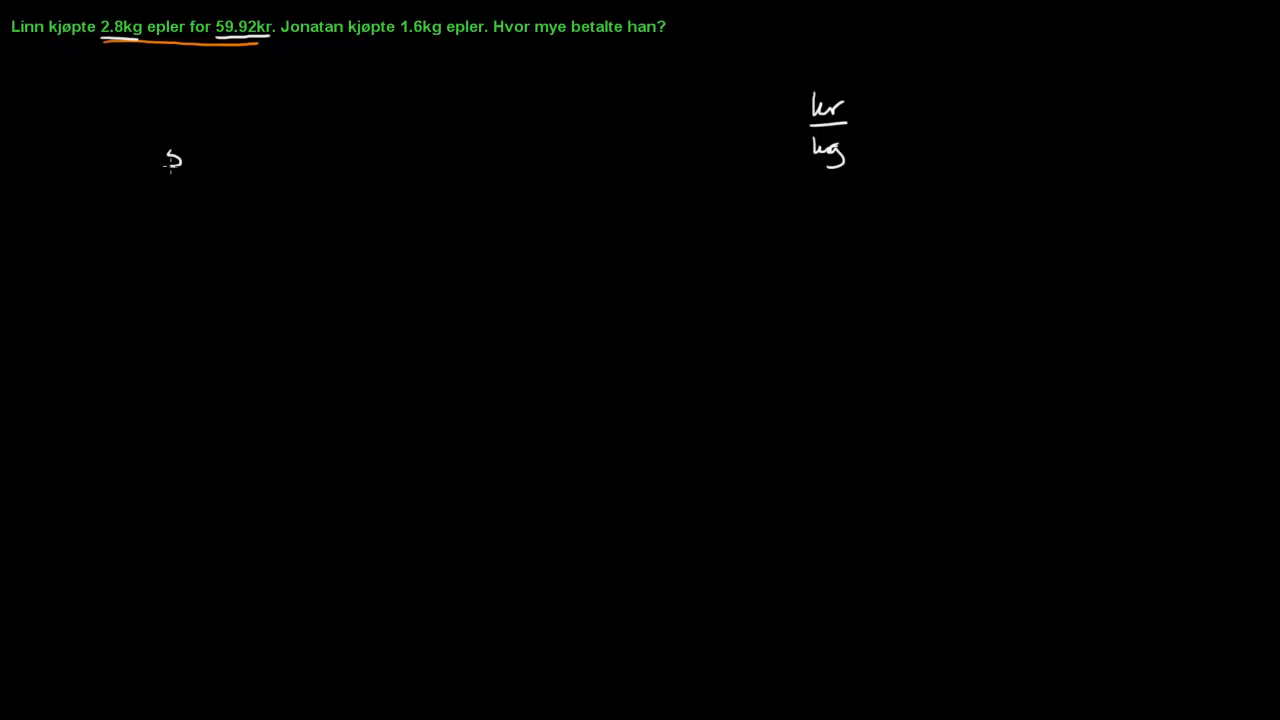 Linn kjøpte 2.8kg epler for 59.92kr. Jonatan kjøpte 1.6kg epler. Hvor mye betalte han?
kr
kg